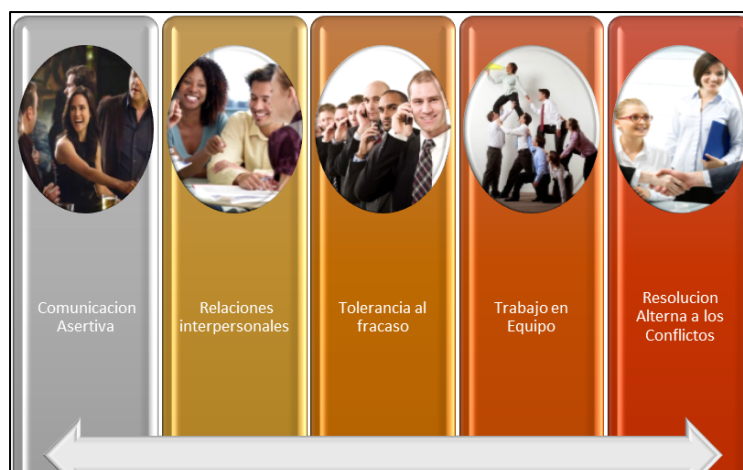 Comunicacion
Asertiva
Relaciones
interpersonales
Tolerancia al
fracaso
Trabajo en
Equipo
Resolucion
Alterna a los
Conflictos